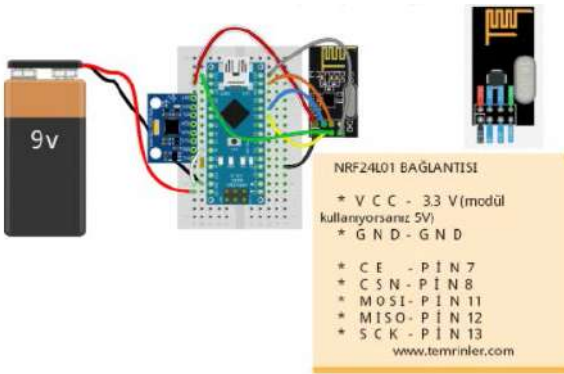 9v
NRF24L01 BAĞLANTISI
* V C C - 3.3 V (modül
kullanıyorsanız 5V)
* G N D - G N D
* C E - P İ N 7
* C S N - P İ N 8
* M O S I - P İ N 11
* M I S O - P İ N 12
* S C K - P İ N 13
www.temrinler.com